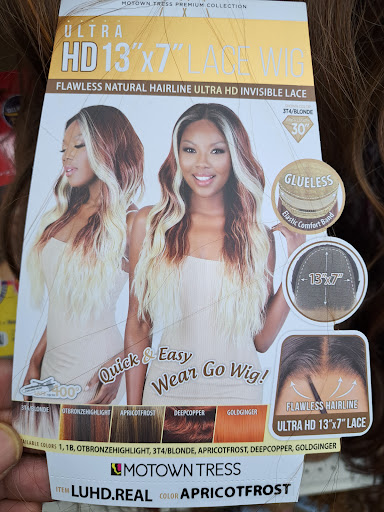 MOTOWN TRESS PREMIUM COLLECTION
ULTRA
HD 13"x7" LACE WIG
FLAWLESS NATURAL HAIRLINE ULTRA HD INVISIBLE LACE
3T4/BLONDE
30"
GLUELESS
Elastic Comfort Band
13"x7"
Quick & Easy
Wear Go Wig!
FLAWLESS HAIRLINE
ULTRA HD 13"x7" LACE
3T4/BLONDE OTBRONZEHIGHLIGHT APRICOTFROST DEEPCOPPER GOLDGINGER
AVAILABLE COLORS 1, 1B, OTBRONZEHIGHLIGHT, 3T4/BLONDE, APRICOTFROST, DEEPCOPPER, GOLDGINGER
MOTOWN TRESS
ITEM LUHD.REAL COLOR APRICOTFROST